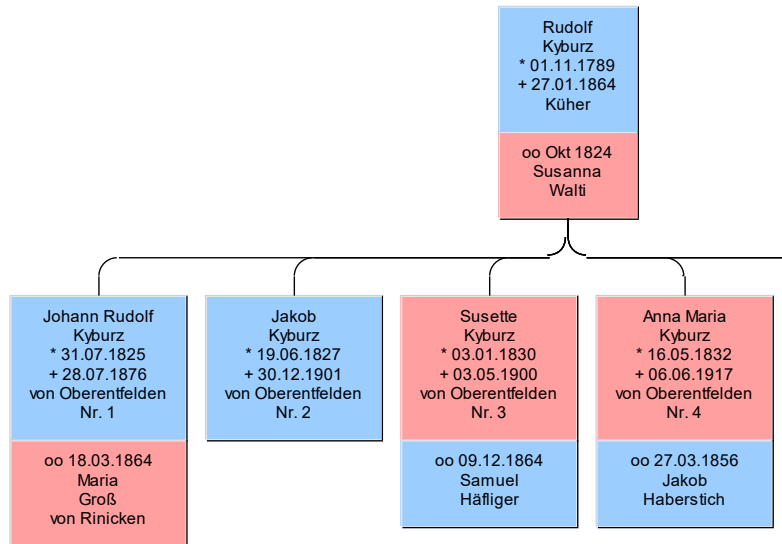 Rudolf
Kyburz
* 01.11.1789
+ 27.01.1864
Küher
oo Okt 1824
Susanna
Walti
Johann Rudolf
Kyburz
* 31.07.1825
+ 28.07.1876
von Oberentfelden
Nr. 1
oo 18.03.1864
Maria
Groß
von Rinicken
Jakob
Kyburz
* 19.06.1827
+ 30.12.1901
von Oberentfelden
Nr. 2
Susette
Kyburz
* 03.01.1830
+ 03.05.1900
von Oberentfelden
Nr. 3
oo 09.12.1864
Samuel
Häfliger
Anna Maria
Kyburz
* 16.05.1832
+ 06.06.1917
von Oberentfelden
Nr. 4
oo 27.03.1856
Jakob
Haberstich